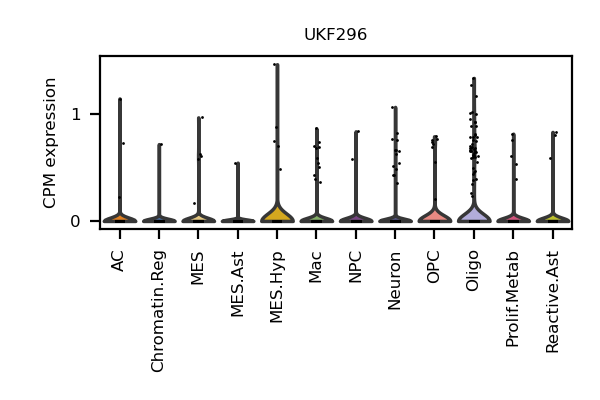 UKF296
CPM expression
1
0
AC
Chromatin.Reg
MES
MES.Ast
MES.Hyp
Mac
NPC
Neuron
OPC
Oligo
Prolif.Metab
Reactive.Ast